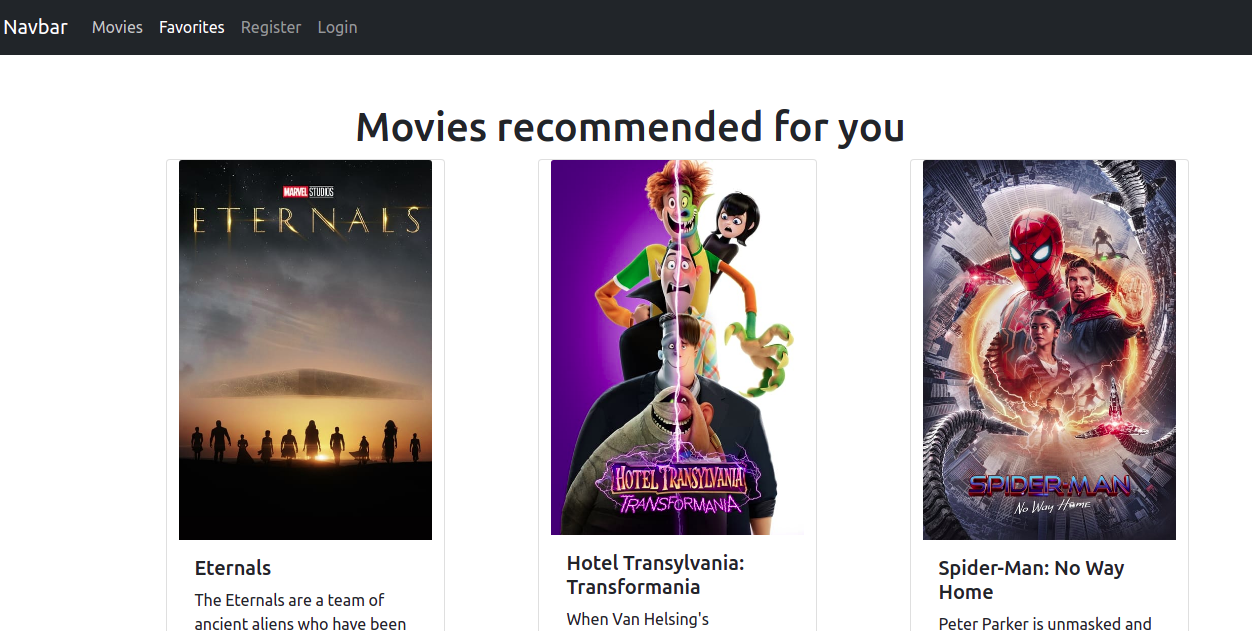 Navbar Movies Favorites Register Login
Movies recommended for you
MARVEL STUDIOS
ETERNALS
HOTEL TRANSYLVANIA
TRANSFORMANIA
SPIDER-MAN
No Way Home
Eternals
The Eternals are a team of
ancient aliens who have been
Hotel Transylvania:
Transformania
When Van Helsing's
Spider-Man: No Way
Home
Peter Parker is unmasked and